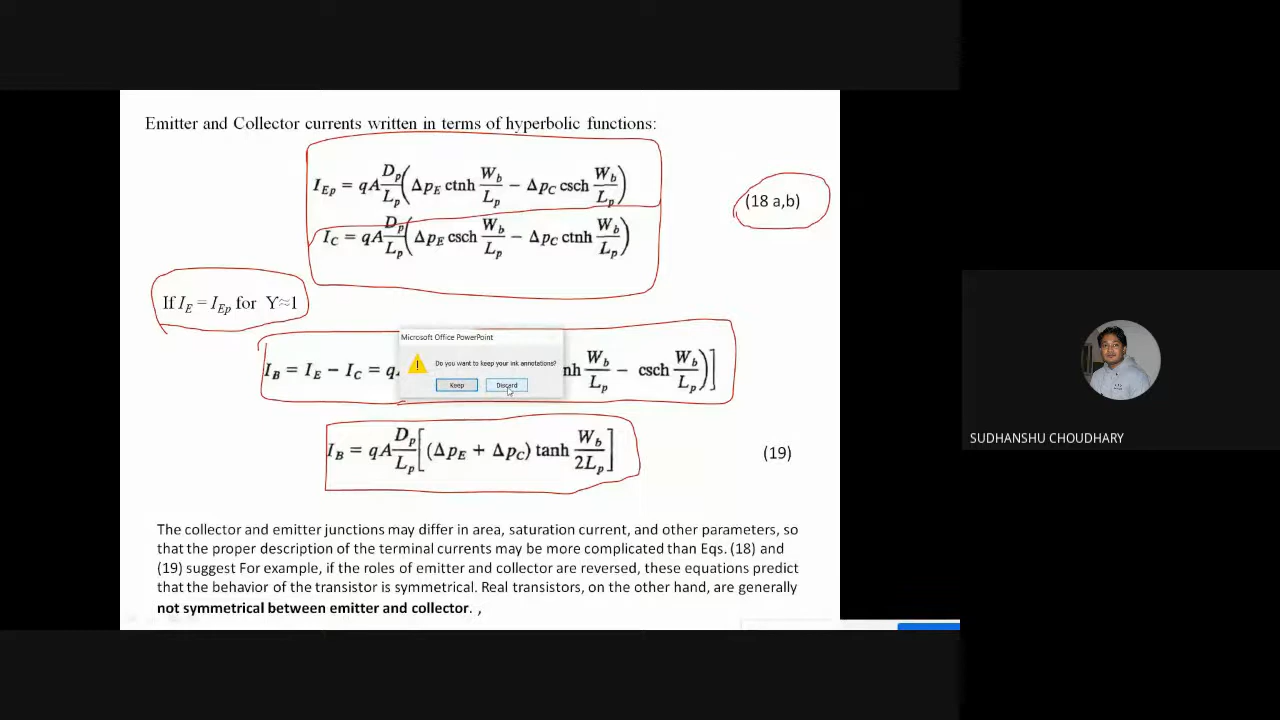 Emitter and Collector currents written in terms of hyperbolic functions:
I_Ep = qA D_p/L_p (Δp_E ctnh W_b/L_p − Δp_C csch W_b/L_p)
(18 a,b)
I_C = qA D_p/L_p (Δp_E csch W_b/L_p − Δp_C ctnh W_b/L_p)
If I_E = I_Ep for Υ≈1
Microsoft Office PowerPoint
Do you want to keep your ink annotations?
Keep Discard
I_B = I_E − I_C = q nh W_b/L_p − csch W_b/L_p)]
I_B = qA D_p/L_p [(Δp_E + Δp_C) tanh W_b/2L_p]
(19)
The collector and emitter junctions may differ in area, saturation current, and other parameters, so
that the proper description of the terminal currents may be more complicated than Eqs. (18) and
(19) suggest For example, if the roles of emitter and collector are reversed, these equations predict
that the behavior of the transistor is symmetrical. Real transistors, on the other hand, are generally
not symmetrical between emitter and collector. ,
SUDHANSHU CHOUDHARY